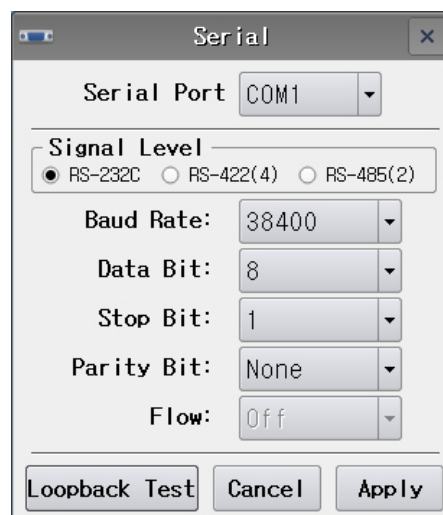 Serial
Serial Port COM1
Signal Level
RS-232C RS-422(4) RS-485(2)
Baud Rate: 38400
Data Bit: 8
Stop Bit: 1
Parity Bit: None
Flow: Off
Loopback Test Cancel Apply